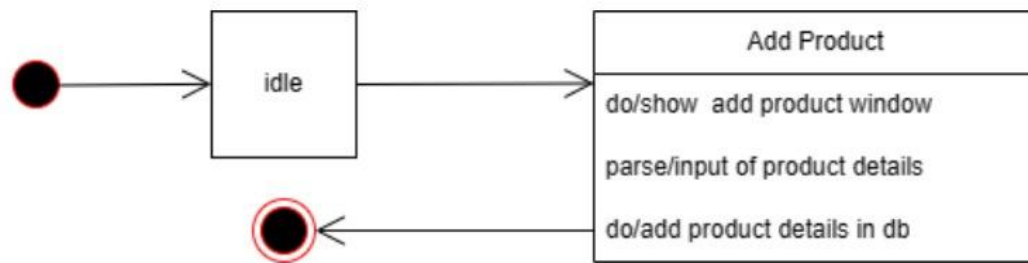 idle
Add Product
do/show add product window
parse/input of product details
do/add product details in db